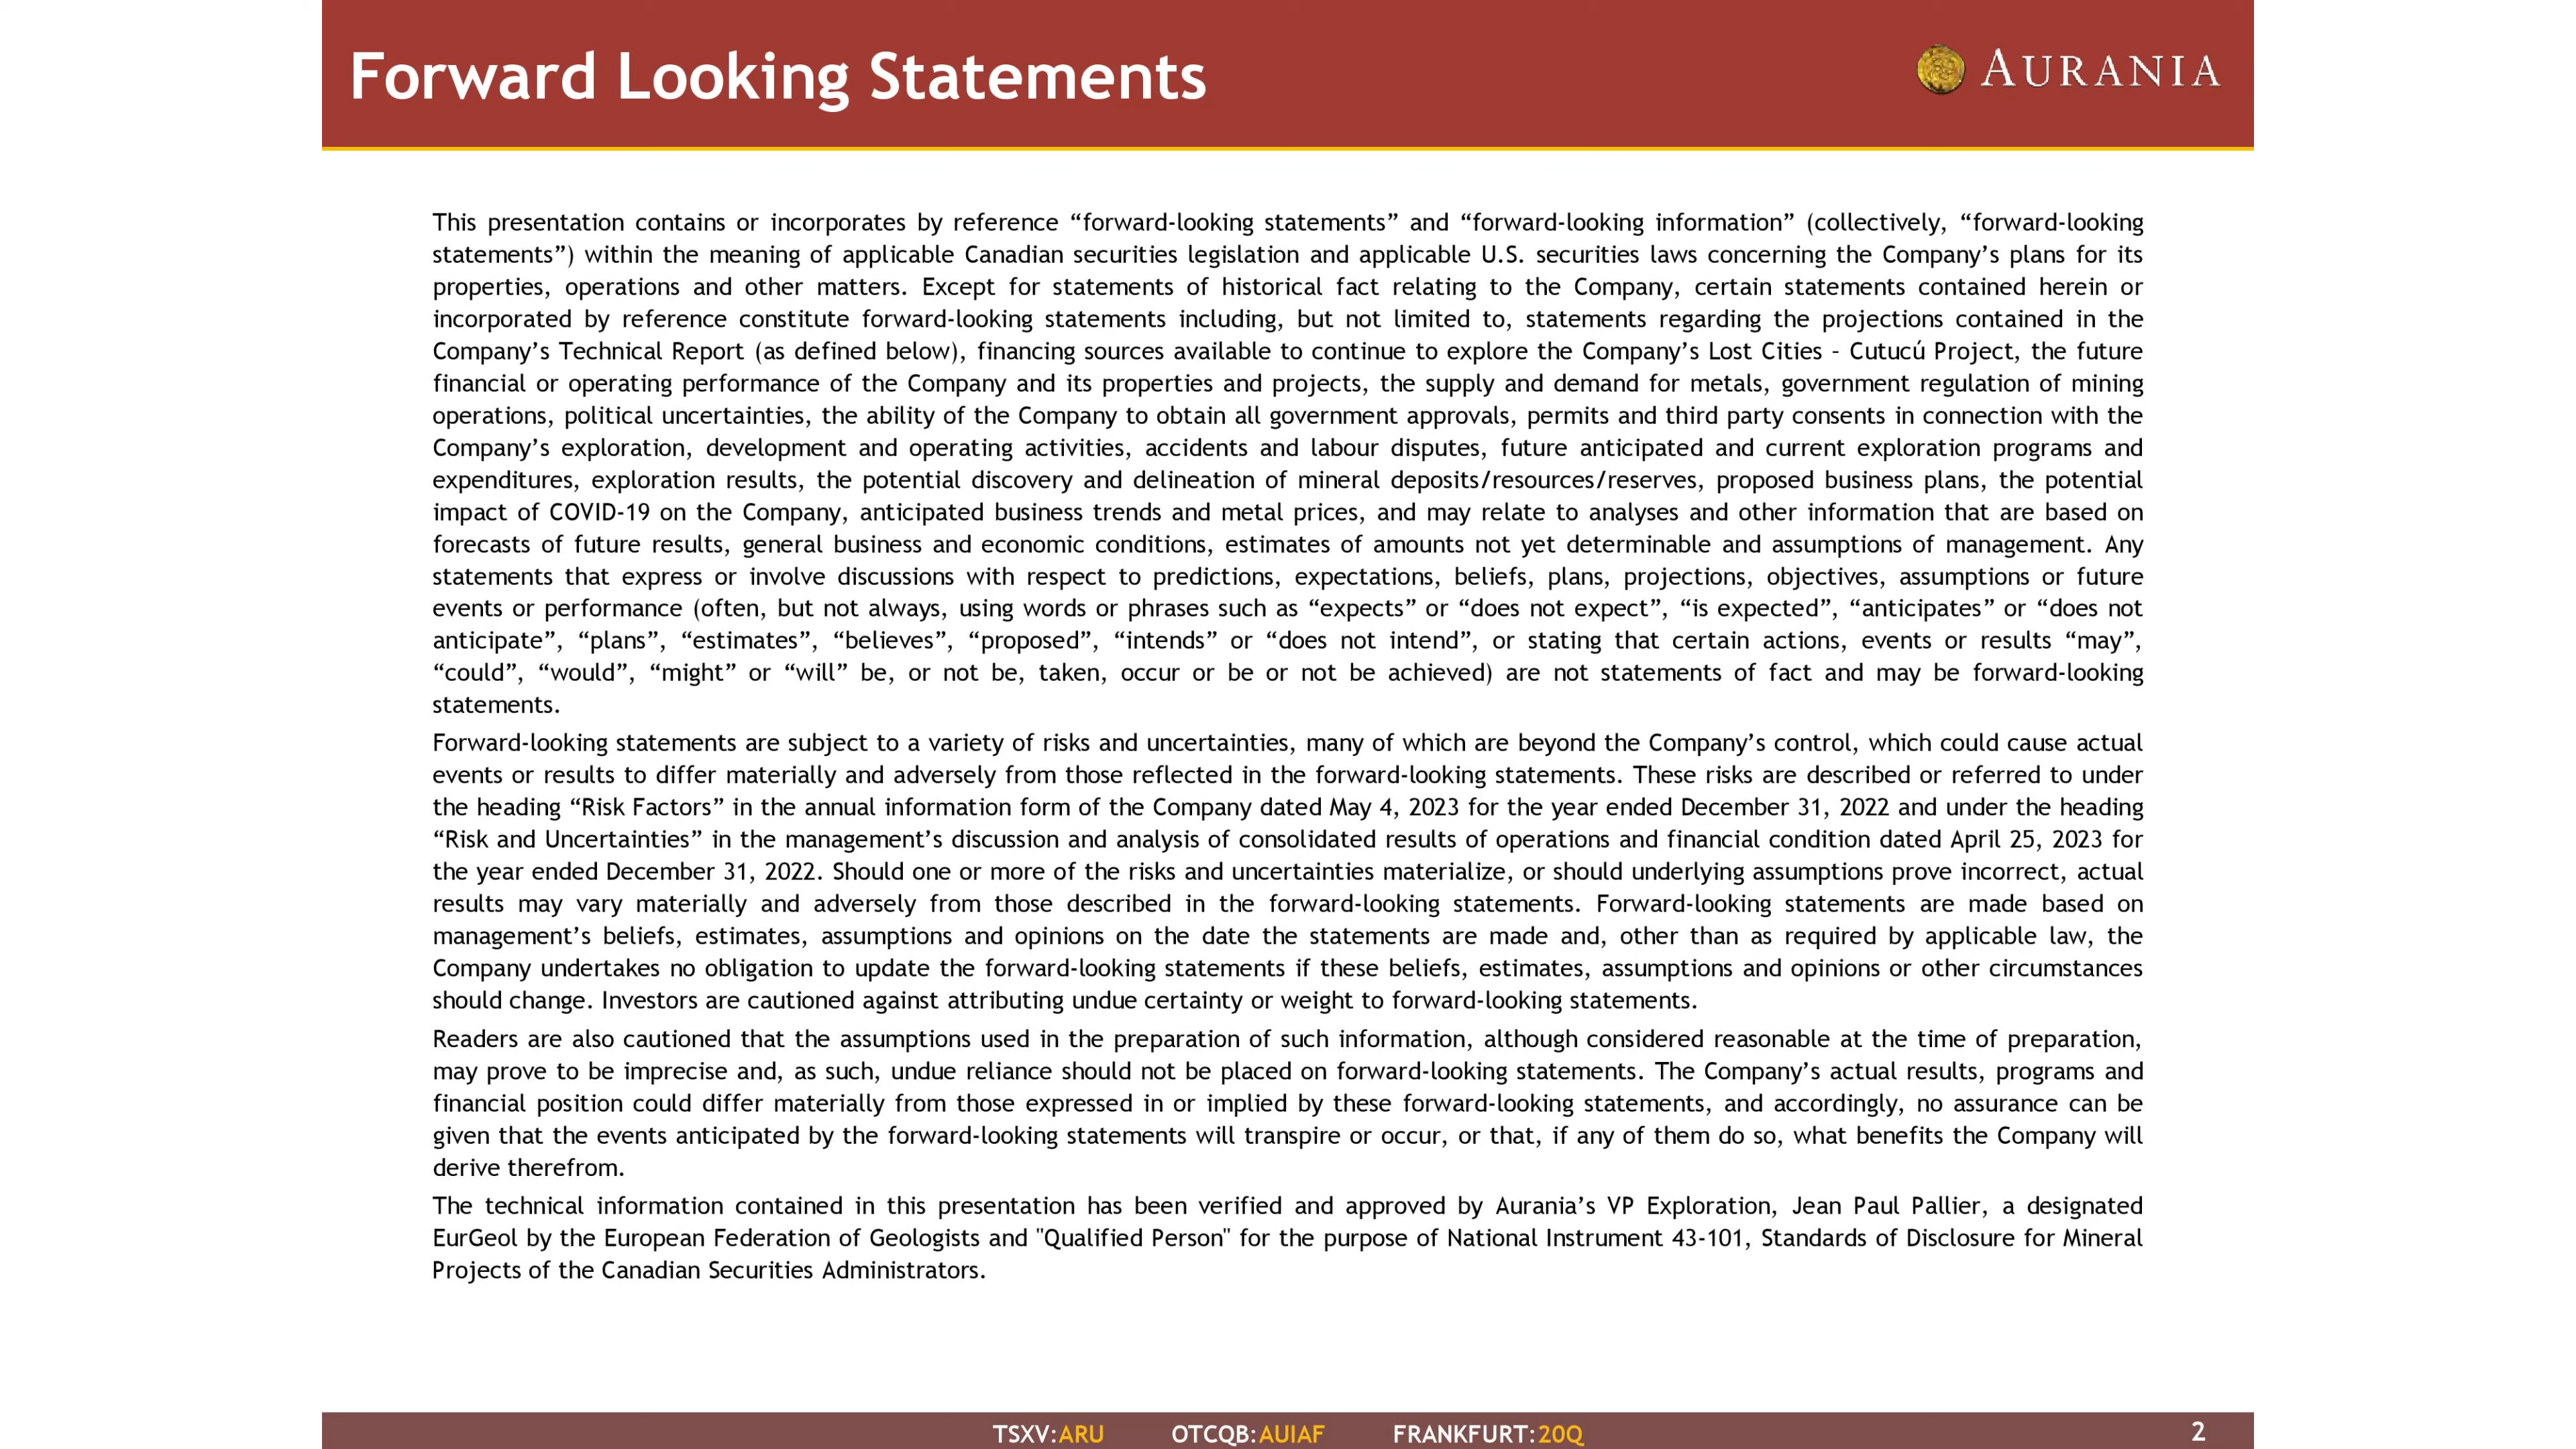 Forward Looking Statements
AURANIA
This presentation contains or incorporates by reference “forward-looking statements” and “forward-looking information” (collectively, “forward-looking
statements”) within the meaning of applicable Canadian securities legislation and applicable U.S. securities laws concerning the Company’s plans for its
properties, operations and other matters. Except for statements of historical fact relating to the Company, certain statements contained herein or
incorporated by reference constitute forward-looking statements including, but not limited to, statements regarding the projections contained in the
Company’s Technical Report (as defined below), financing sources available to continue to explore the Company’s Lost Cities - Cutucú Project, the future
financial or operating performance of the Company and its properties and projects, the supply and demand for metals, government regulation of mining
operations, political uncertainties, the ability of the Company to obtain all government approvals, permits and third party consents in connection with the
Company’s exploration, development and operating activities, accidents and labour disputes, future anticipated and current exploration programs and
expenditures, exploration results, the potential discovery and delineation of mineral deposits/resources/reserves, proposed business plans, the potential
impact of COVID-19 on the Company, anticipated business trends and metal prices, and may relate to analyses and other information that are based on
forecasts of future results, general business and economic conditions, estimates of amounts not yet determinable and assumptions of management. Any
statements that express or involve discussions with respect to predictions, expectations, beliefs, plans, projections, objectives, assumptions or future
events or performance (often, but not always, using words or phrases such as “expects” or “does not expect”, “is expected”, “anticipates” or “does not
anticipate”, “plans”, “estimates”, “believes”, “proposed”, “intends” or “does not intend”, or stating that certain actions, events or results “may”,
“could”, “would”, “might” or “will” be, or not be, taken, occur or be or not be achieved) are not statements of fact and may be forward-looking
statements.
Forward-looking statements are subject to a variety of risks and uncertainties, many of which are beyond the Company’s control, which could cause actual
events or results to differ materially and adversely from those reflected in the forward-looking statements. These risks are described or referred to under
the heading “Risk Factors” in the annual information form of the Company dated May 4, 2023 for the year ended December 31, 2022 and under the heading
“Risk and Uncertainties” in the management’s discussion and analysis of consolidated results of operations and financial condition dated April 25, 2023 for
the year ended December 31, 2022. Should one or more of the risks and uncertainties materialize, or should underlying assumptions prove incorrect, actual
results may vary materially and adversely from those described in the forward-looking statements. Forward-looking statements are made based on
management’s beliefs, estimates, assumptions and opinions on the date the statements are made and, other than as required by applicable law, the
Company undertakes no obligation to update the forward-looking statements if these beliefs, estimates, assumptions and opinions or other circumstances
should change. Investors are cautioned against attributing undue certainty or weight to forward-looking statements.
Readers are also cautioned that the assumptions used in the preparation of such information, although considered reasonable at the time of preparation,
may prove to be imprecise and, as such, undue reliance should not be placed on forward-looking statements. The Company’s actual results, programs and
financial position could differ materially from those expressed in or implied by these forward-looking statements, and accordingly, no assurance can be
given that the events anticipated by the forward-looking statements will transpire or occur, or that, if any of them do so, what benefits the Company will
derive therefrom.
The technical information contained in this presentation has been verified and approved by Aurania’s VP Exploration, Jean Paul Pallier, a designated
EurGeol by the European Federation of Geologists and "Qualified Person" for the purpose of National Instrument 43-101, Standards of Disclosure for Mineral
Projects of the Canadian Securities Administrators.
TSXV:ARU OTCQB:AUIAF FRANKFURT:20Q
2